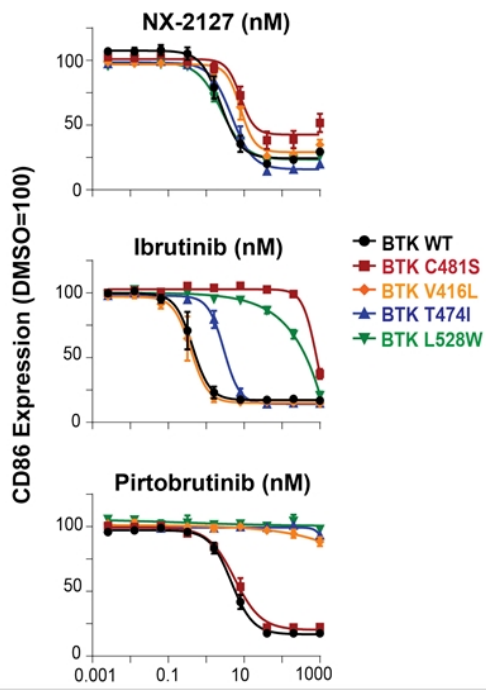 NX-2127 (nM)
100
50
0
Ibrutinib (nM)
100
50
0
BTK WT
BTK C481S
BTK V416L
BTK T474I
BTK L528W
CD86 Expression (DMSO=100)
Pirtobrutinib (nM)
100
50
0
0.001 0.1 10 1000